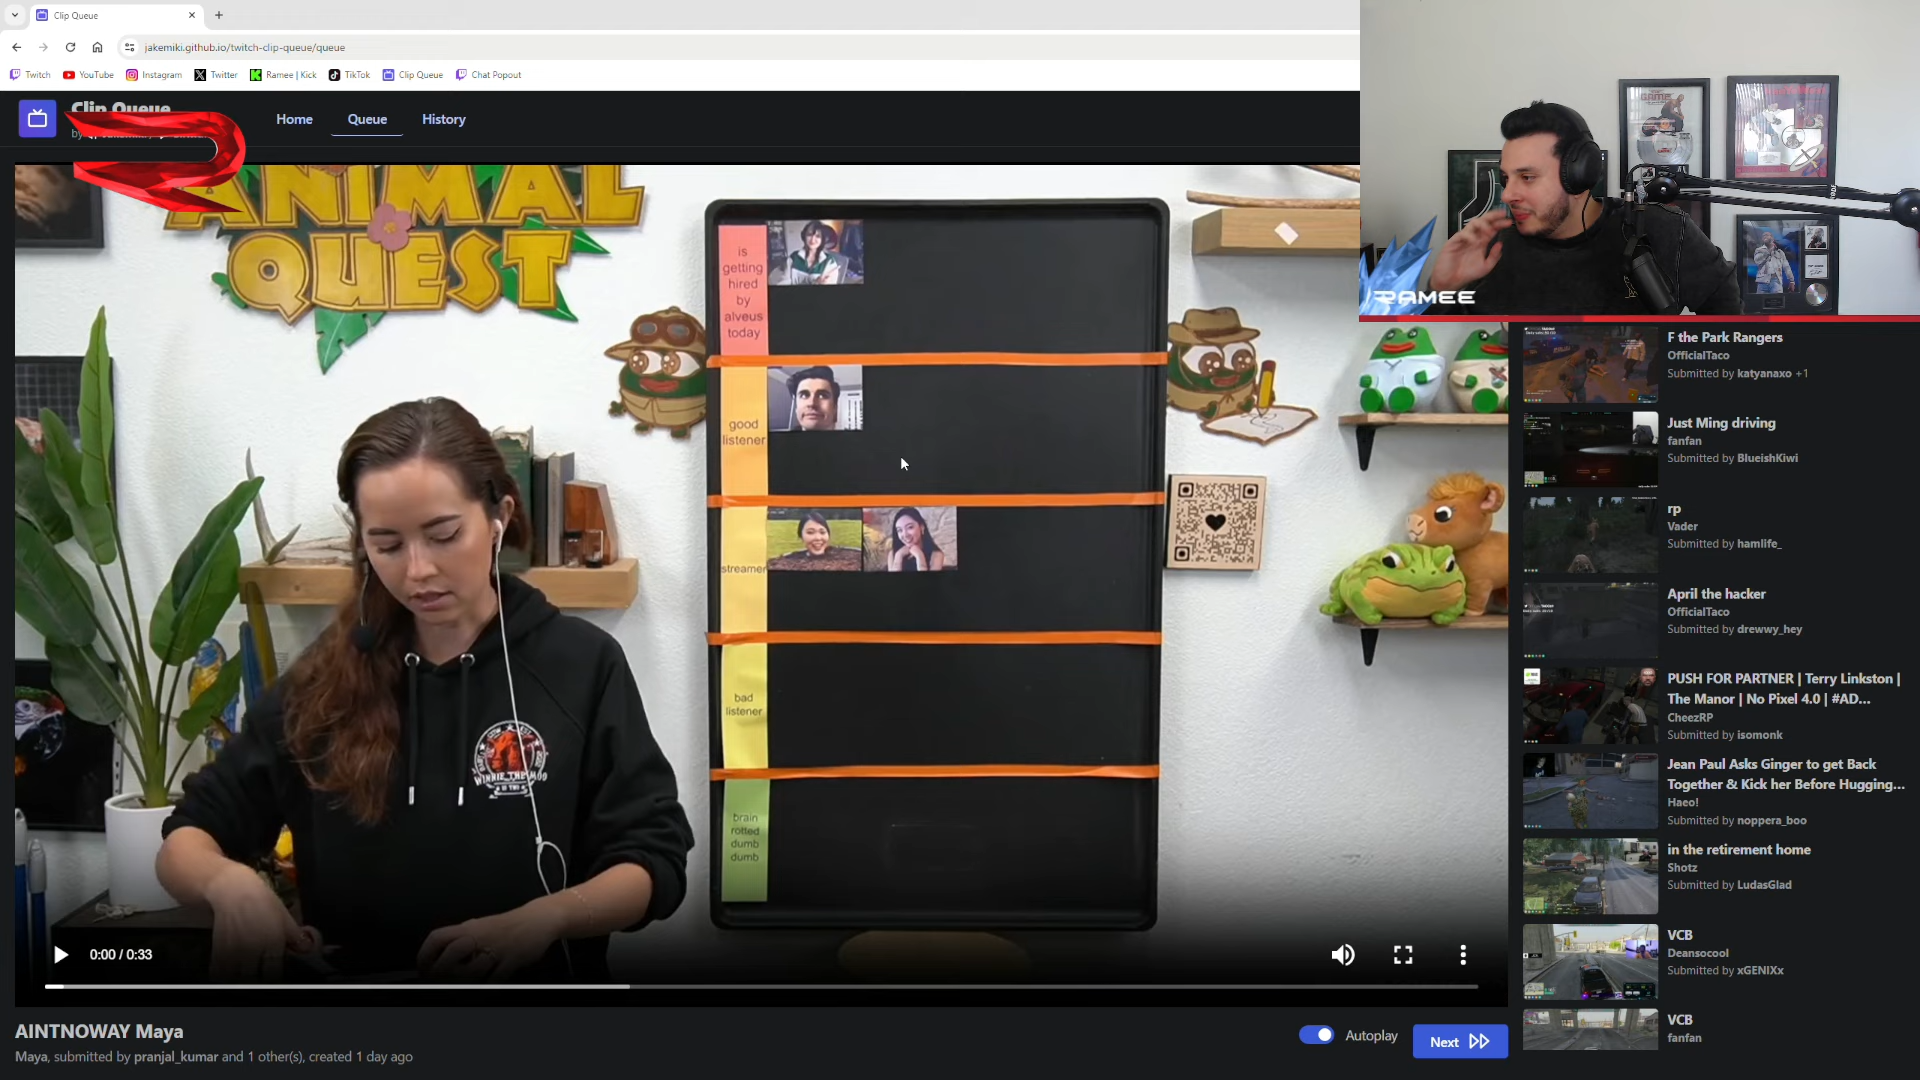 Clip Queue
jakemiki.github.io/twitch-clip-queue/queue
Twitch
YouTube
Instagram
Twitter
Ramee | Kick
TikTok
Clip Queue
Chat Popout
Clip Queue
by
Home
Queue
History
ANIMAL
QUEST
is
getting
hired
by
alveus
today
good
listener
streamer
bad
listener
brain
rotted
dumb
dumb
WINNIE THE MOO
RAMEE
F the Park Rangers
OfficialTaco
Submitted by katyanaxo +1
Just Ming driving
fanfan
Submitted by BlueishKiwi
rp
Vader
Submitted by hamlife_
April the hacker
OfficialTaco
Submitted by drewwy_hey
PUSH FOR PARTNER | Terry Linkston |
The Manor | No Pixel 4.0 | #AD...
CheezRP
Submitted by isomonk
Jean Paul Asks Ginger to get Back
Together & Kick her Before Hugging...
Haeo!
Submitted by noppera_boo
in the retirement home
Shotz
Submitted by LudasGlad
VCB
Deansocool
Submitted by xGENIXx
VCB
fanfan
0:00 / 0:33
AINTNOWAY Maya
Maya, submitted by pranjal_kumar and 1 other(s), created 1 day ago
Autoplay
Next